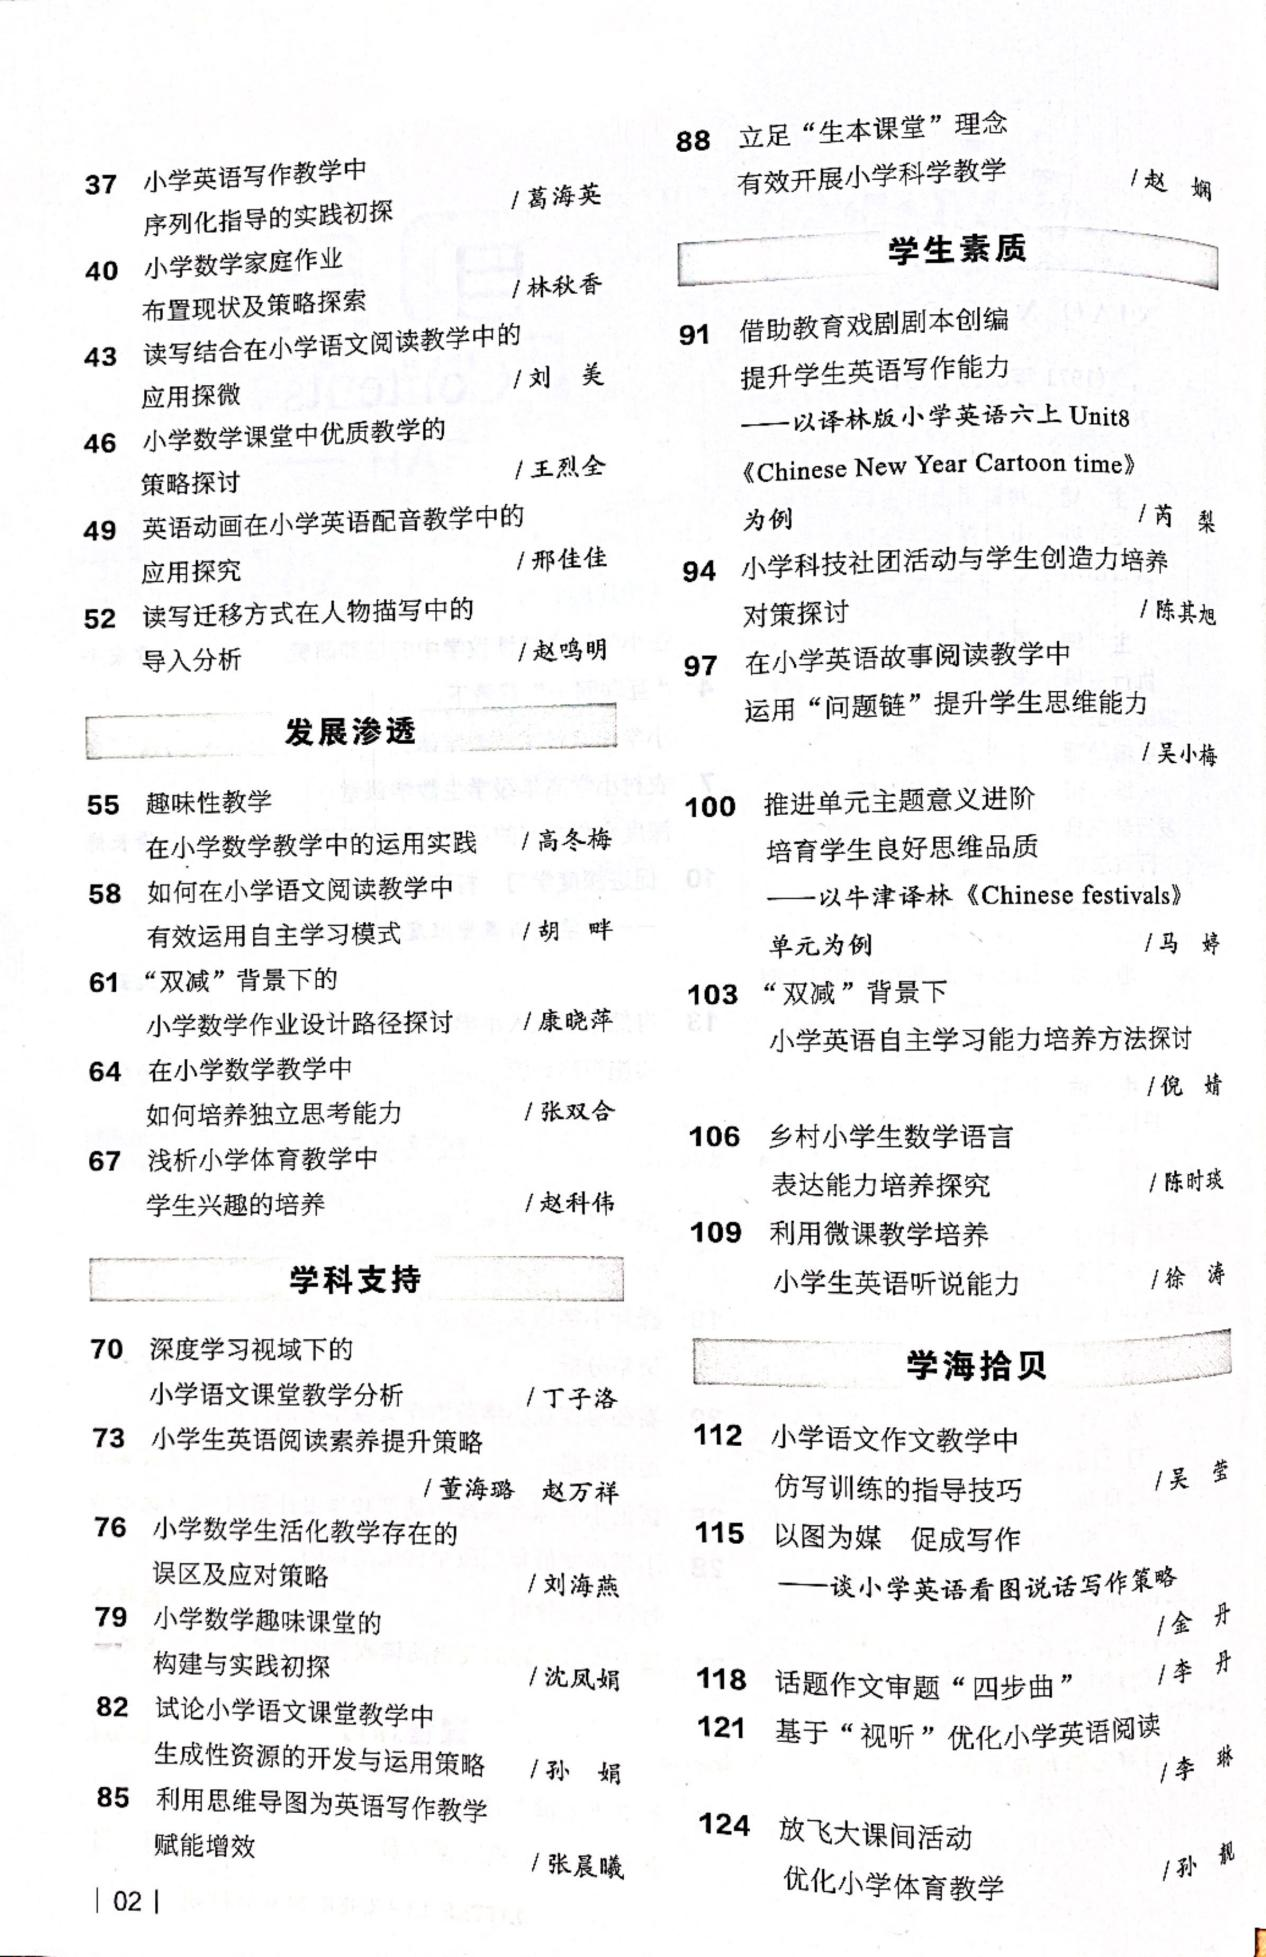 37 小学英语写作教学中
序列化指导的实践初探 /葛海英
40 小学数学家庭作业
布置现状及策略探索 /林秋香
43 读写结合在小学语文阅读教学中的
应用探微 /刘 美
46 小学数学课堂中优质教学的
策略探讨 /王烈全
49 英语动画在小学英语配音教学中的
应用探究 /邢佳佳
52 读写迁移方式在人物描写中的
导入分析 /赵鸣明
发展渗透
55 趣味性教学
在小学数学教学中的运用实践 /高冬梅
58 如何在小学语文阅读教学中
有效运用自主学习模式 /胡 畔
61 “双减”背景下的
小学数学作业设计路径探讨 /康晓萍
64 在小学数学教学中
如何培养独立思考能力 /张双合
67 浅析小学体育教学中
学生兴趣的培养 /赵科伟
学科支持
70 深度学习视域下的
小学语文课堂教学分析 /丁子洛
73 小学生英语阅读素养提升策略
/董海璐 赵万祥
76 小学数学生活化教学存在的
误区及应对策略 /刘海燕
79 小学数学趣味课堂的
构建与实践初探 /沈凤娟
82 试论小学语文课堂教学中
生成性资源的开发与运用策略 /孙 娟
85 利用思维导图为英语写作教学
赋能增效 /张晨曦
| 02 |
88 立足“生本课堂”理念
有效开展小学科学教学 /赵 娴
学生素质
91 借助教育戏剧剧本创编
提升学生英语写作能力
——以译林版小学英语六上 Unit8
《Chinese New Year Cartoon time》
为例 /芮 梨
94 小学科技社团活动与学生创造力培养
对策探讨 /陈其旭
97 在小学英语故事阅读教学中
运用“问题链”提升学生思维能力
/吴小梅
100 推进单元主题意义进阶
培育学生良好思维品质
——以牛津译林《Chinese festivals》
单元为例 /马 婷
103 “双减”背景下
小学英语自主学习能力培养方法探讨
/倪 婧
106 乡村小学生数学语言
表达能力培养探究 /陈时琰
109 利用微课教学培养
小学生英语听说能力 /徐 涛
学海拾贝
112 小学语文作文教学中
仿写训练的指导技巧 /吴 莹
115 以图为媒 促成写作
——谈小学英语看图说话写作策略
/金 丹
118 话题作文审题“四步曲” /李 丹
121 基于“视听”优化小学英语阅读
/李 琳
124 放飞大课间活动
优化小学体育教学 /孙 靓